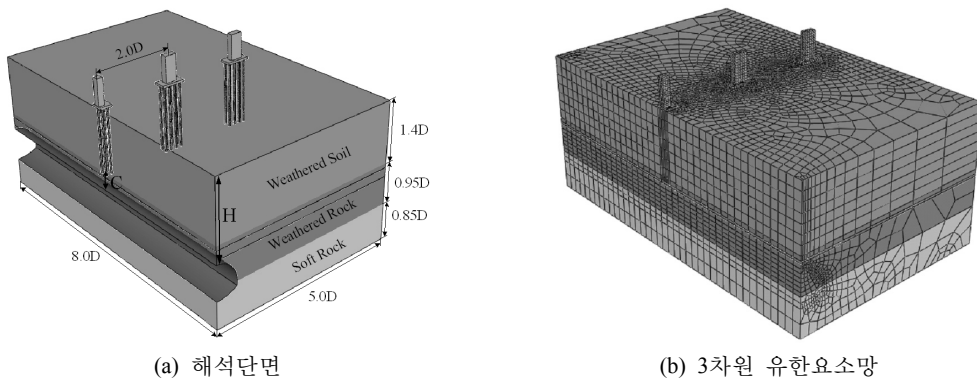 2.0D
1.4D
Weathered Soil
C
H
0.95D
Weathered Rock
0.85D
Soft Rock
8.0D
5.0D
(a) 해석단면
(b) 3차원 유한요소망